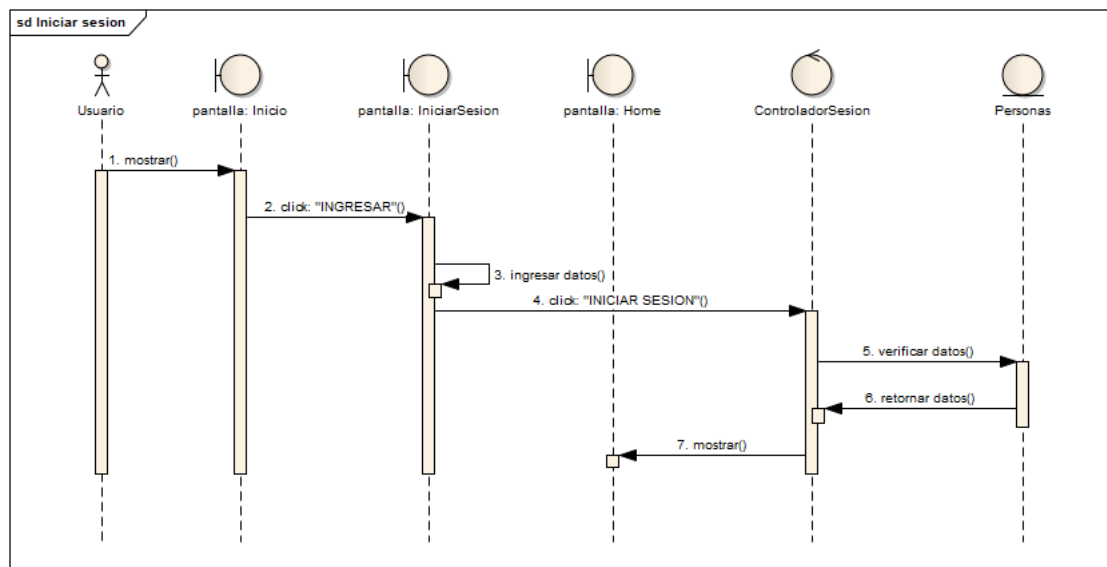 sd Iniciar sesion
Usuario
pantalla: Inicio
pantalla: IniciarSesion
pantalla: Home
ControladorSesion
Personas
1. mostrar()
2. click: "INGRESAR"()
3. ingresar datos()
4. click: "INICIAR SESION"()
5. verificar datos()
6. retornar datos()
7. mostrar()